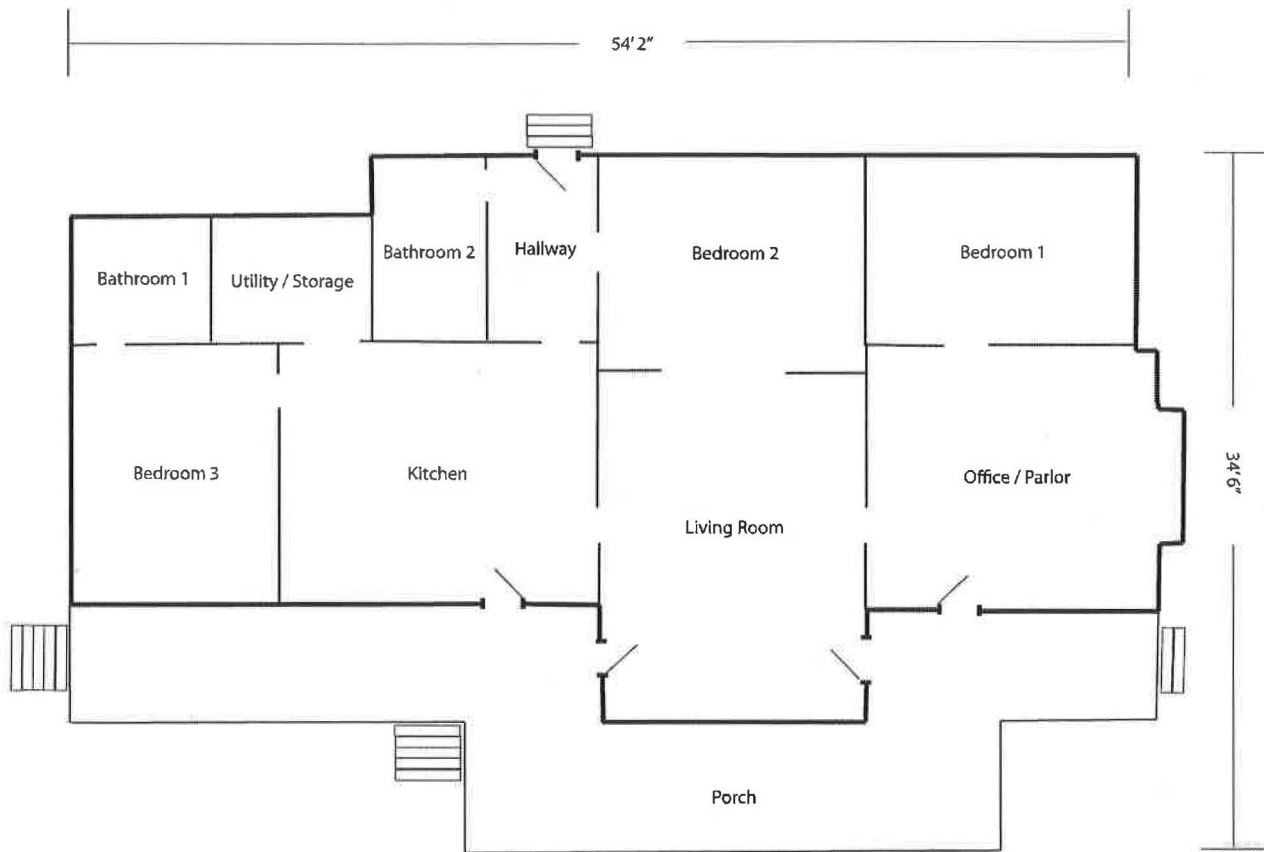 54'2"
Bathroom 1
Utility / Storage
Bathroom 2
Hallway
Bedroom 2
Bedroom 1
Bedroom 3
Kitchen
Living Room
Office / Parlor
34'6"
Porch